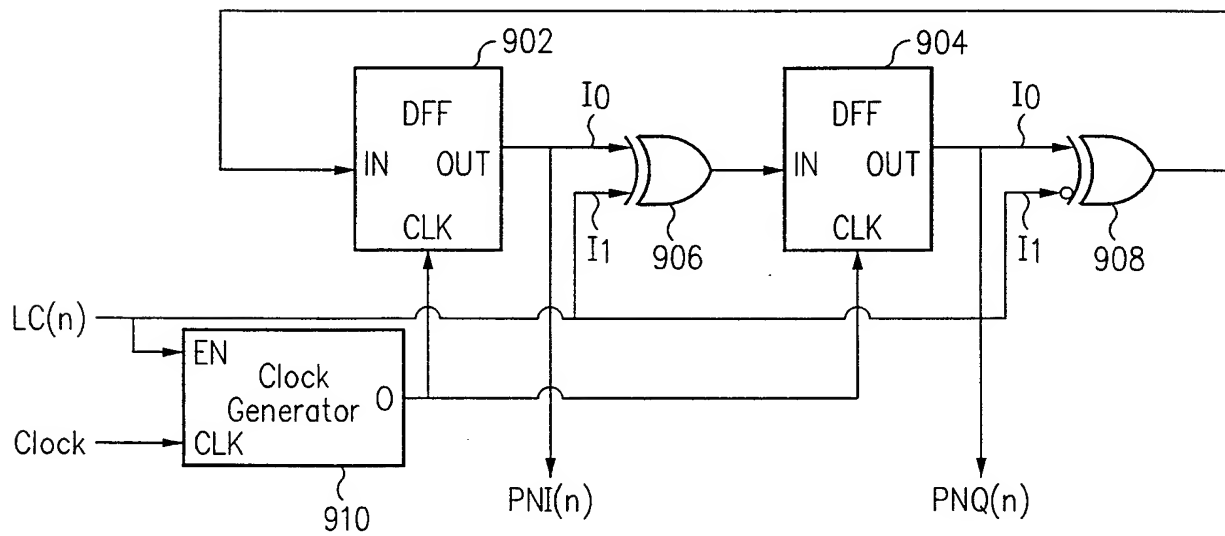 902
904
DFF
IN
OUT
CLK
I0
I1
906
DFF
IN
OUT
CLK
I0
I1
908
LC(n)
EN
Clock
Generator
O
Clock
CLK
910
PNI(n)
PNQ(n)